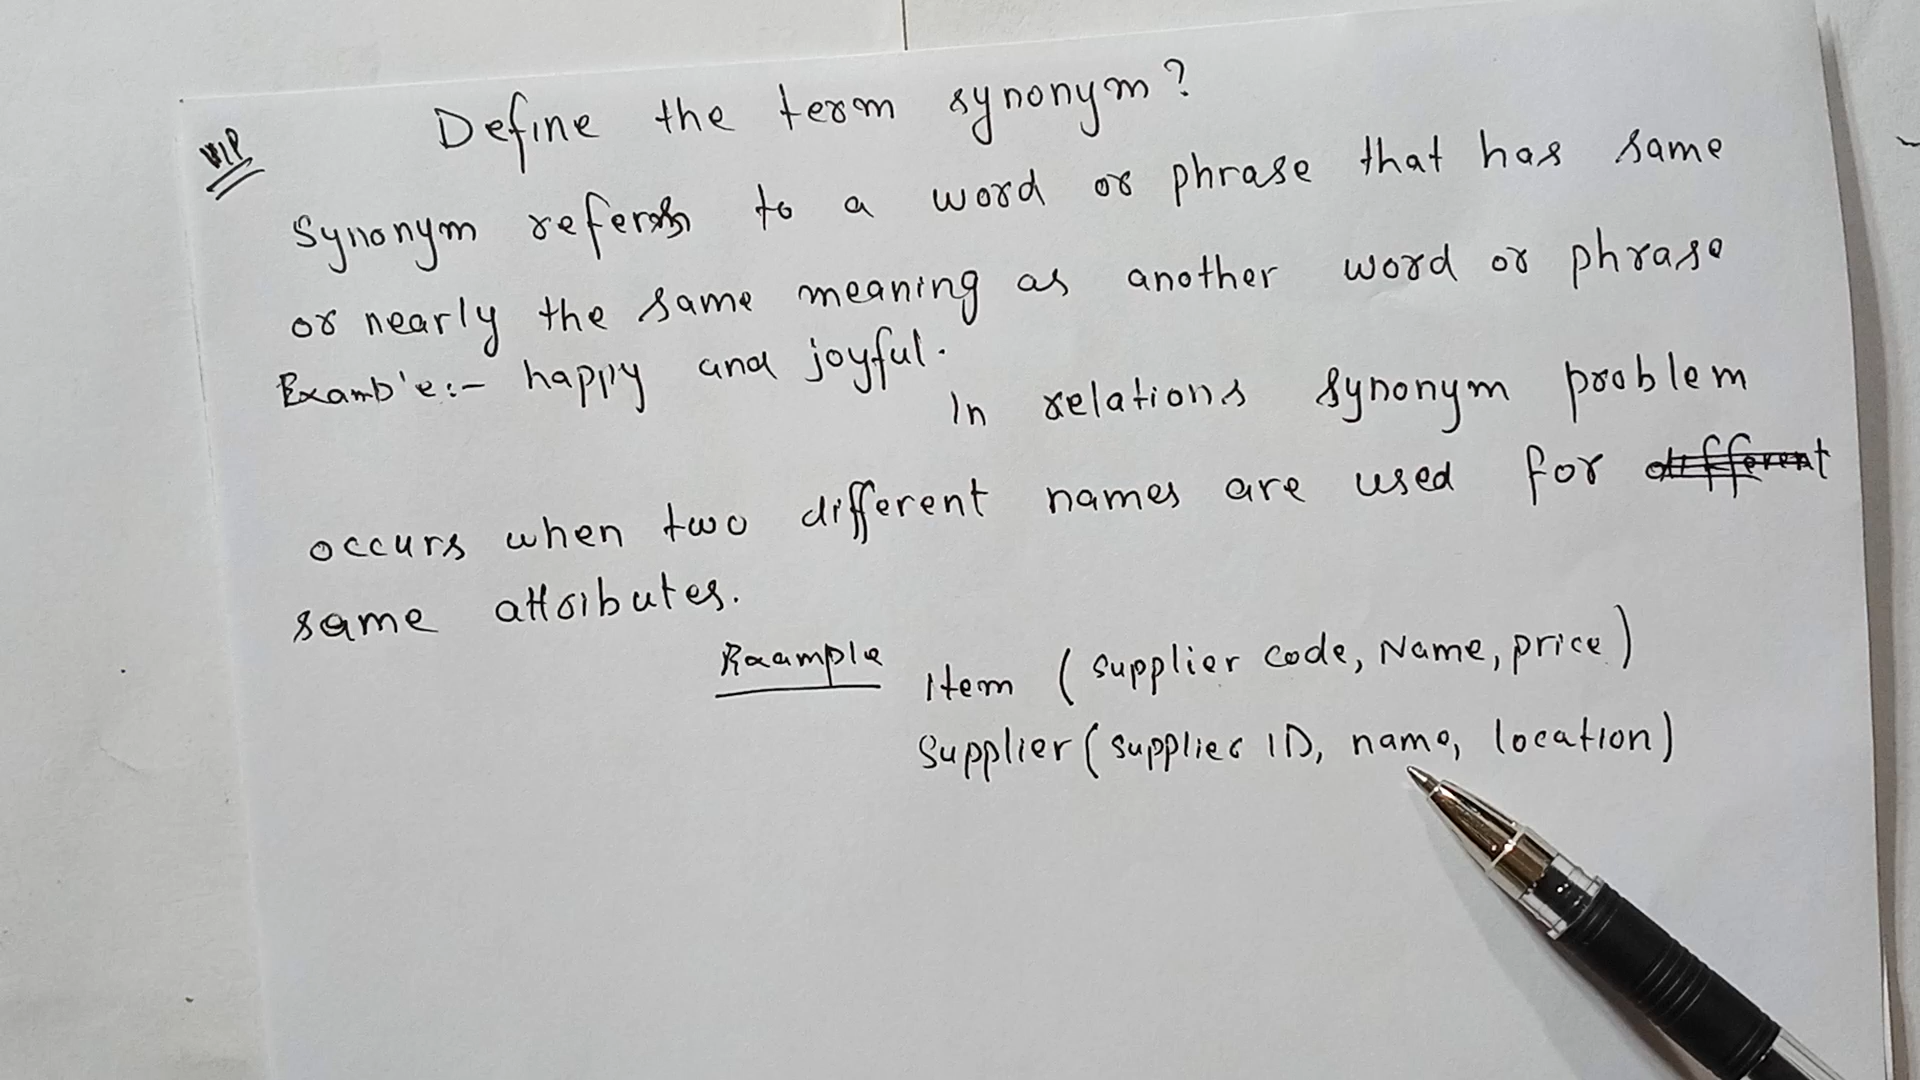 VIP
Define the term synonym?
Synonym refers to a word or phrase that has same
or nearly the same meaning as another word or phrase
Examb'e:- happy and joyful.
In relations synonym problem
occurs when two different names are used for different
same attributes.
Example Item (supplier code, Name, price)
Supplier (supplier ID, name, location)